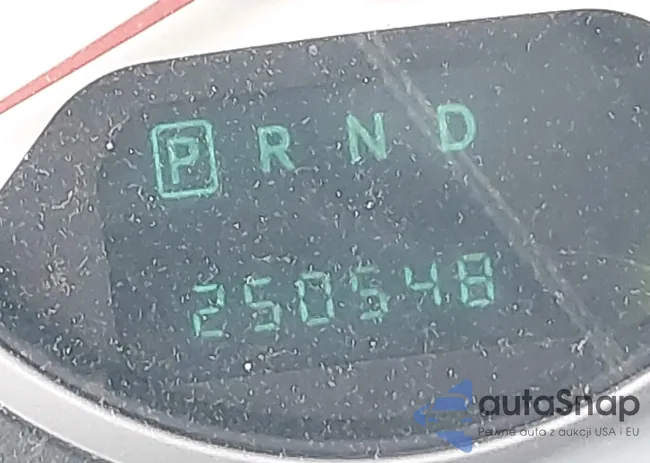 P R N D
250548
autoSnap
Pewne auta z aukcji USA i EU